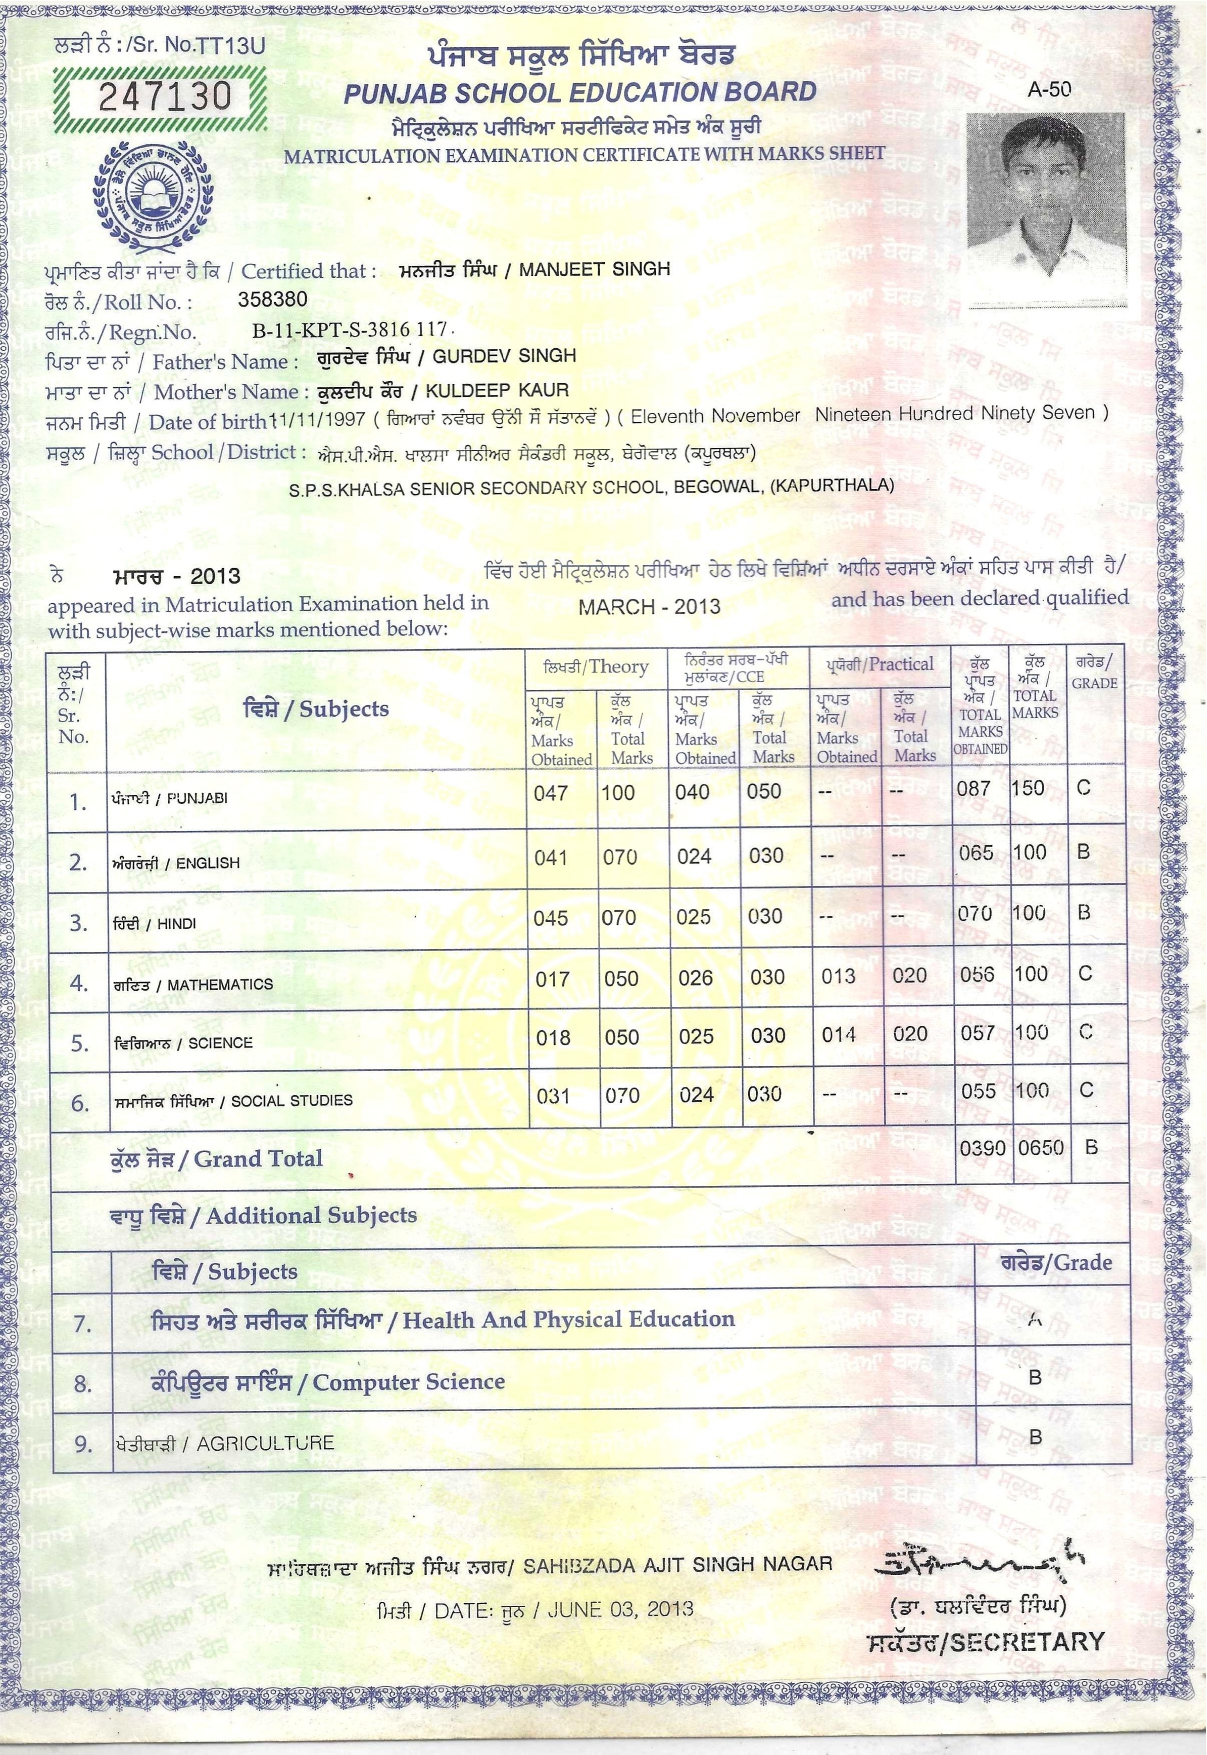 ਲੜੀ ਨੰ:/Sr. No.TT13U
247130
ਪੰਜਾਬ ਸਕੂਲ ਸਿੱਖਿਆ ਬੋਰਡ
PUNJAB SCHOOL EDUCATION BOARD
A-50
ਮੈਟ੍ਰਿਕੁਲੇਸ਼ਨ ਪਰੀਖਿਆ ਸਰਟੀਫਿਕੇਟ ਸਮੇਤ ਅੰਕ ਸੂਚੀ
MATRICULATION EXAMINATION CERTIFICATE WITH MARKS SHEET
ਪ੍ਰਮਾਣਿਤ ਕੀਤਾ ਜਾਂਦਾ ਹੈ ਕਿ / Certified that : ਮਨਜੀਤ ਸਿੰਘ / MANJEET SINGH
ਰੋਲ ਨੰ./Roll No. : 358380
ਰਜਿ.ਨੰ./Regn.No. B-11-KPT-S-3816 117.
ਪਿਤਾ ਦਾ ਨਾਂ / Father's Name : ਗੁਰਦੇਵ ਸਿੰਘ / GURDEV SINGH
ਮਾਤਾ ਦਾ ਨਾਂ / Mother's Name : ਕੁਲਦੀਪ ਕੌਰ / KULDEEP KAUR
ਜਨਮ ਮਿਤੀ / Date of birth 11/11/1997 ( ਗਿਆਰਾਂ ਨਵੰਬਰ ਉੱਨੀ ਸੌ ਸੱਤਾਨਵੇਂ ) ( Eleventh November Nineteen Hundred Ninety Seven )
ਸਕੂਲ / ਜ਼ਿਲ੍ਹਾ School /District : ਐਸ.ਪੀ.ਐਸ. ਖਾਲਸਾ ਸੀਨੀਅਰ ਸੈਕੰਡਰੀ ਸਕੂਲ, ਬੇਗੋਵਾਲ (ਕਪੂਰਥਲਾ)
S.P.S.KHALSA SENIOR SECONDARY SCHOOL, BEGOWAL, (KAPURTHALA)
ਨੇ ਮਾਰਚ - 2013 ਵਿੱਚ ਹੋਈ ਮੈਟ੍ਰਿਕੁਲੇਸ਼ਨ ਪਰੀਖਿਆ ਹੇਠ ਲਿਖੇ ਵਿਸ਼ਿਆਂ ਅਧੀਨ ਦਰਸਾਏ ਅੰਕਾਂ ਸਹਿਤ ਪਾਸ ਕੀਤੀ ਹੈ/
appeared in Matriculation Examination held in MARCH - 2013 and has been declared qualified
with subject-wise marks mentioned below:
ਲੜੀ ਨੰ:/ Sr. No. ਵਿਸ਼ੇ / Subjects ਲਿਖਤੀ/Theory ਨਿਰੰਤਰ ਸਰਬ-ਪੱਖੀ ਮੁਲਾਂਕਣ/CCE ਪ੍ਰਯੋਗੀ/Practical ਕੁੱਲ ਪ੍ਰਾਪਤ ਅੰਕ / TOTAL MARKS OBTAINED ਕੁੱਲ ਅੰਕ / TOTAL MARKS ਗਰੇਡ/ GRADE
ਪ੍ਰਾਪਤ ਅੰਕ/ Marks Obtained ਕੁੱਲ ਅੰਕ / Total Marks ਪ੍ਰਾਪਤ ਅੰਕ/ Marks Obtained ਕੁੱਲ ਅੰਕ / Total Marks ਪ੍ਰਾਪਤ ਅੰਕ/ Marks Obtained ਕੁੱਲ ਅੰਕ / Total Marks
1. ਪੰਜਾਬੀ / PUNJABI 047 100 040 050 -- -- 087 150 C
2. ਅੰਗਰੇਜ਼ੀ / ENGLISH 041 070 024 030 -- -- 065 100 B
3. ਹਿੰਦੀ / HINDI 045 070 025 030 -- -- 070 100 B
4. ਗਣਿਤ / MATHEMATICS 017 050 026 030 013 020 056 100 C
5. ਵਿਗਿਆਨ / SCIENCE 018 050 025 030 014 020 057 100 C
6. ਸਮਾਜਿਕ ਸਿੱਖਿਆ / SOCIAL STUDIES 031 070 024 030 -- -- 055 100 C
ਕੁੱਲ ਜੋੜ / Grand Total 0390 0650 B
ਵਾਧੂ ਵਿਸ਼ੇ / Additional Subjects
ਵਿਸ਼ੇ / Subjects ਗਰੇਡ/Grade
7. ਸਿਹਤ ਅਤੇ ਸਰੀਰਕ ਸਿੱਖਿਆ / Health And Physical Education A
8. ਕੰਪਿਊਟਰ ਸਾਇੰਸ / Computer Science B
9. ਖੇਤੀਬਾੜੀ / AGRICULTURE B
ਸਾਹਿਬਜ਼ਾਦਾ ਅਜੀਤ ਸਿੰਘ ਨਗਰ/ SAHIBZADA AJIT SINGH NAGAR
ਮਿਤੀ / DATE: ਜੂਨ / JUNE 03, 2013
(ਡਾ. ਬਲਵਿੰਦਰ ਸਿੰਘ)
ਸਕੱਤਰ/SECRETARY